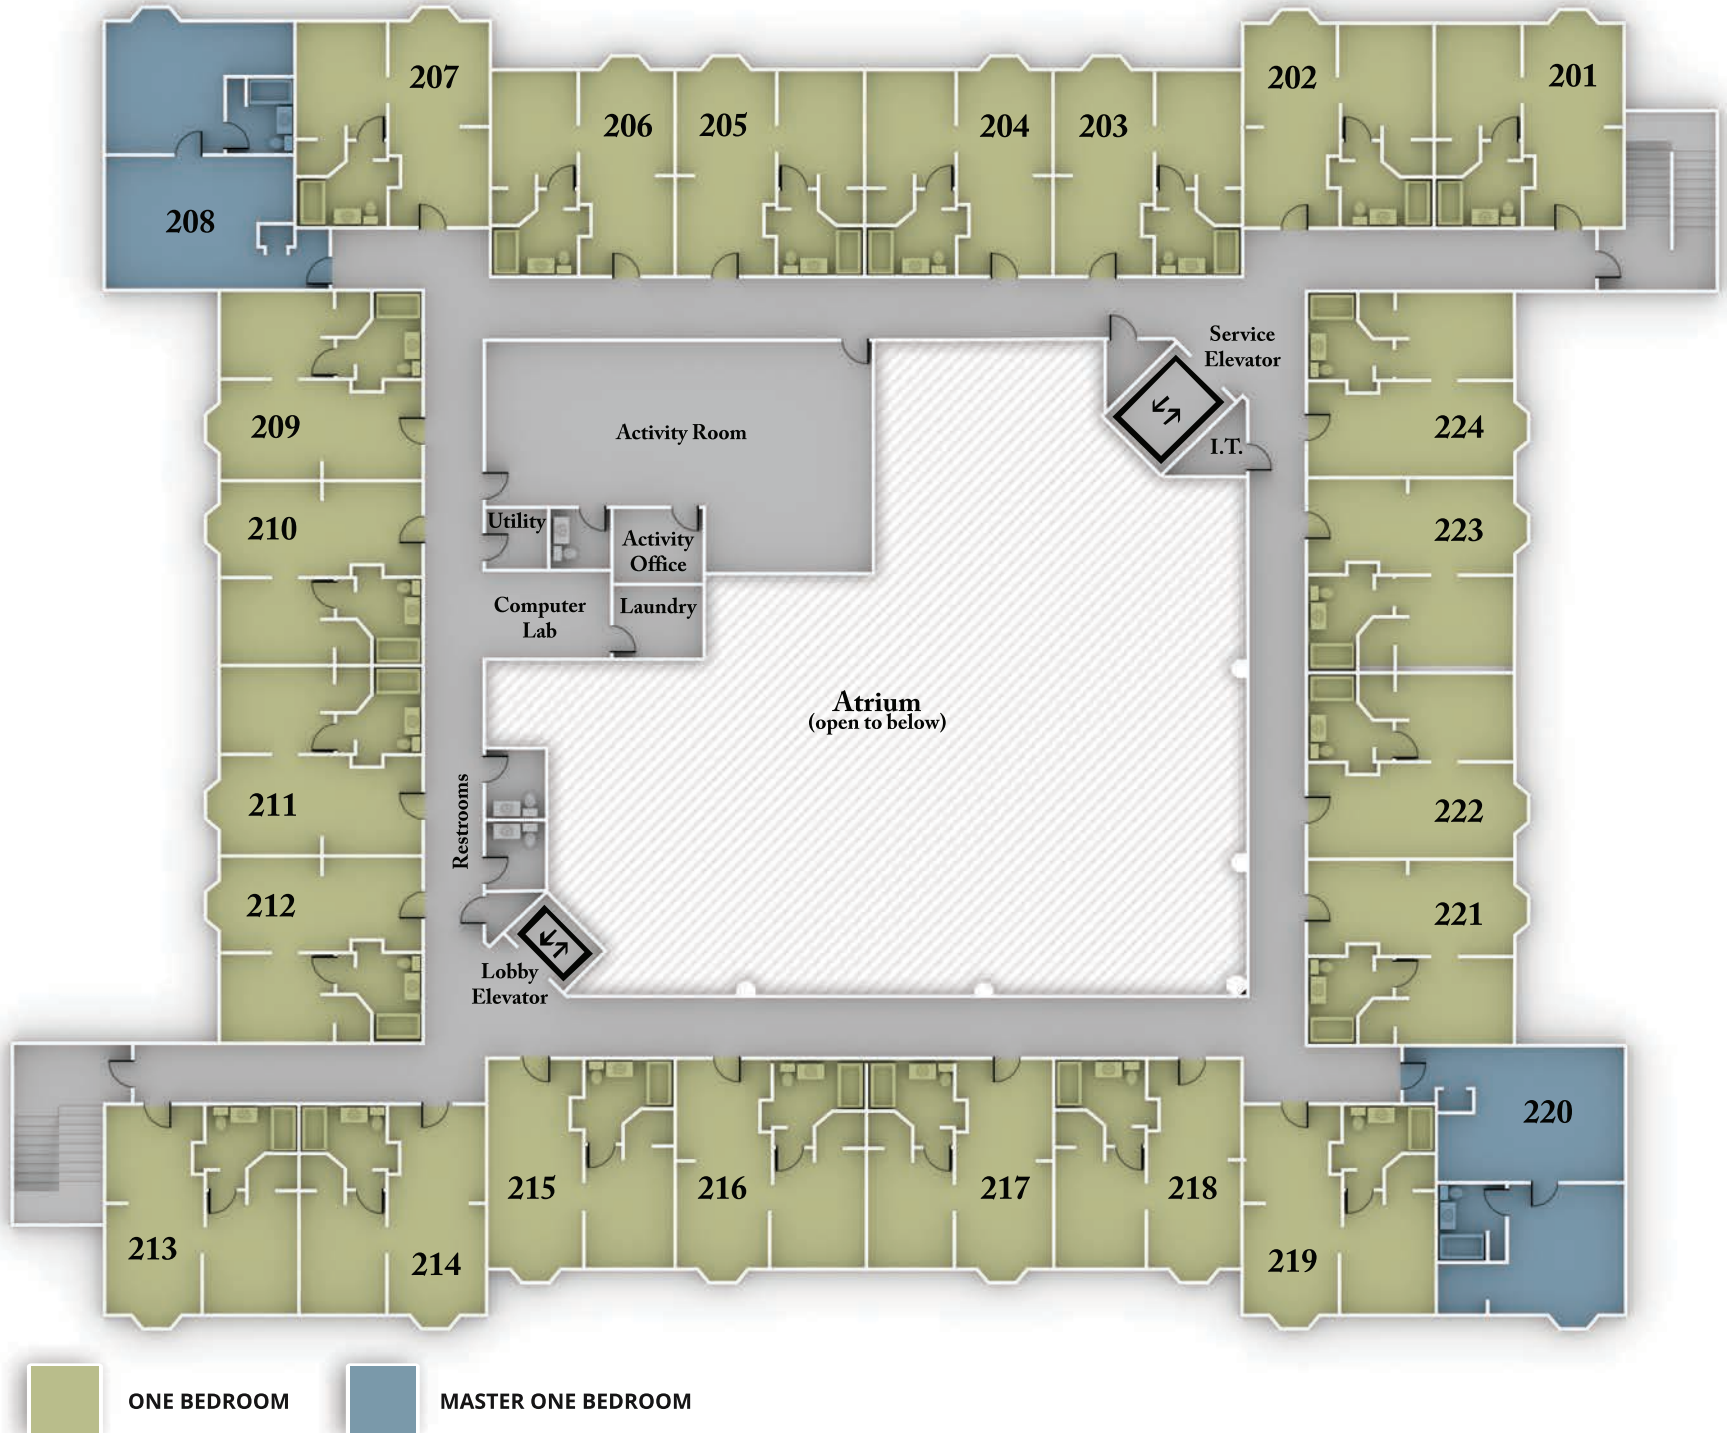 207
202
201
206
205
204
203
208
Service
Elevator
209
Activity Room
I.T.
224
210
Utility
Activity
Office
223
Computer
Lab
Laundry
Atrium
(open to below)
211
Restrooms
222
212
221
Lobby
Elevator
220
215
216
217
218
213
214
219
ONE BEDROOM
MASTER ONE BEDROOM